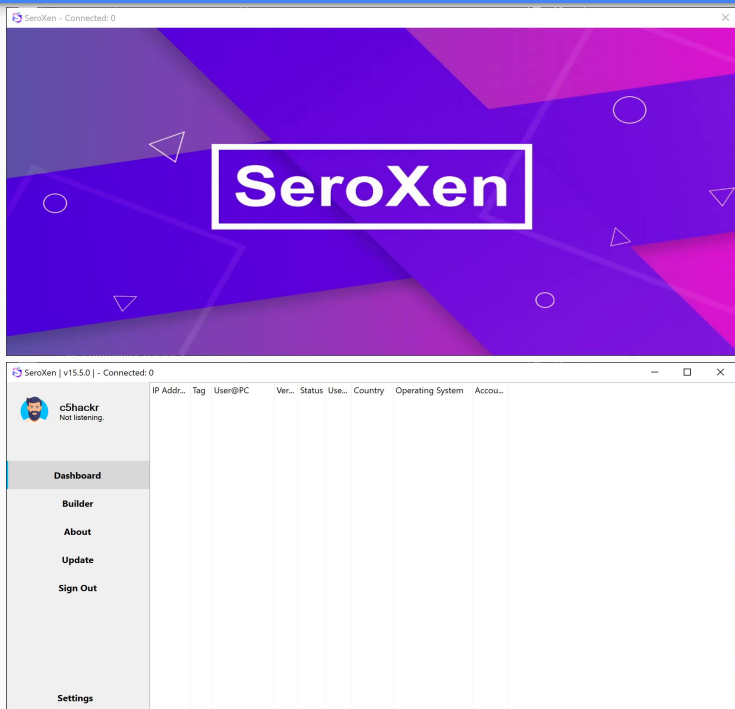 SeroXen - Connected: 0
SeroXen
SeroXen | v15.5.0 | - Connected: 0
IP Addr... Tag User@PC Ver... Status Use... Country Operating System Accou...
c5hackr
Not listening.
Dashboard
Builder
About
Update
Sign Out
Settings